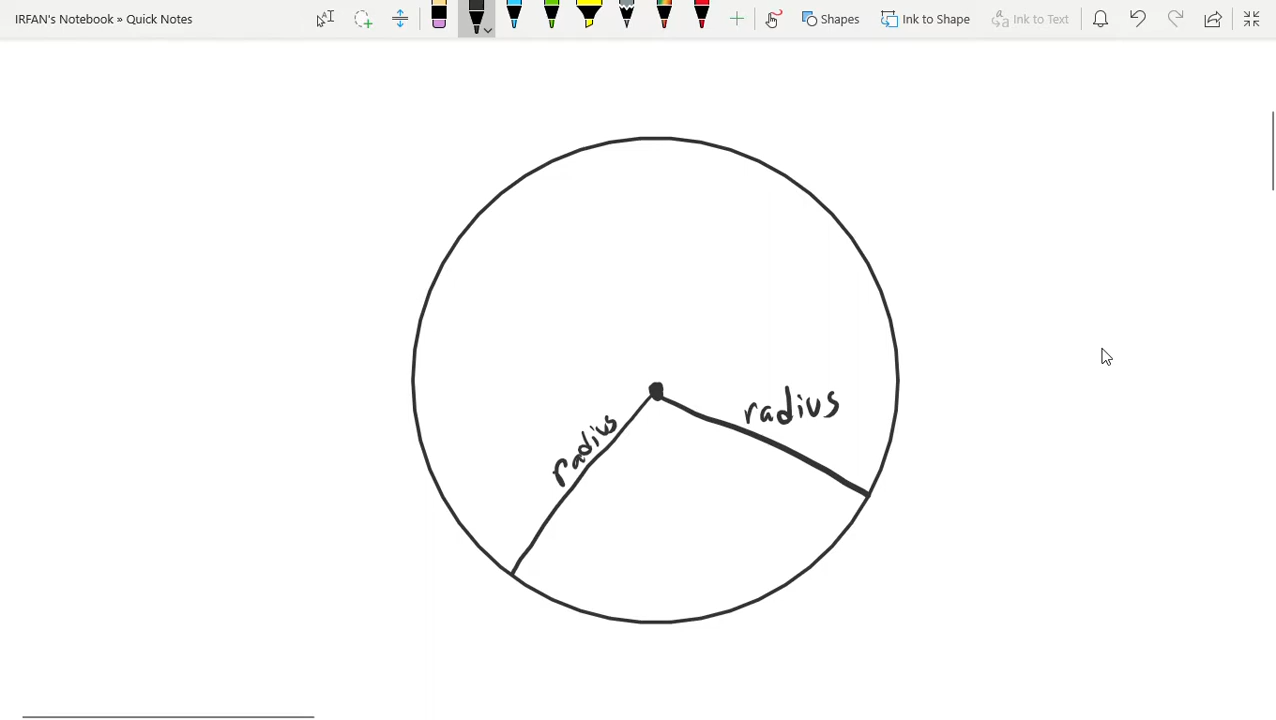 IRFAN's Notebook » Quick Notes
Shapes
Ink to Shape
Ink to Text
radius
radius